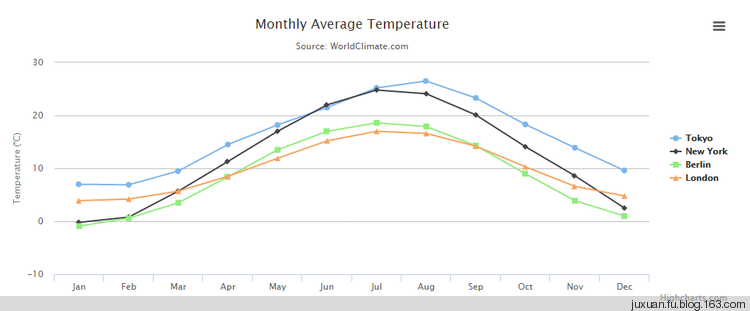 Monthly Average Temperature
Source: WorldClimate.com
Temperature (°C)
30
20
10
0
−10
Jan Feb Mar Apr May Jun Jul Aug Sep Oct Nov Dec
Tokyo
New York
Berlin
London
Highcharts.com
juxuan.fu.blog.163.com